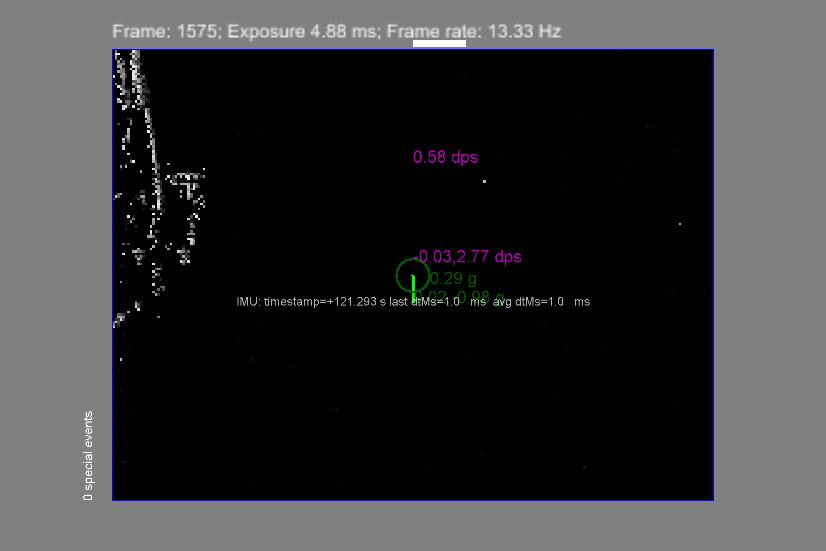 Frame: 1575; Exposure 4.88 ms; Frame rate: 13.33 Hz
0.58 dps
-0.03,2.77 dps
0.29 g
0.98 g
IMU: timestamp=+121.293 s last dtMs=1.0 ms avg dtMs=1.0 ms
0 special events